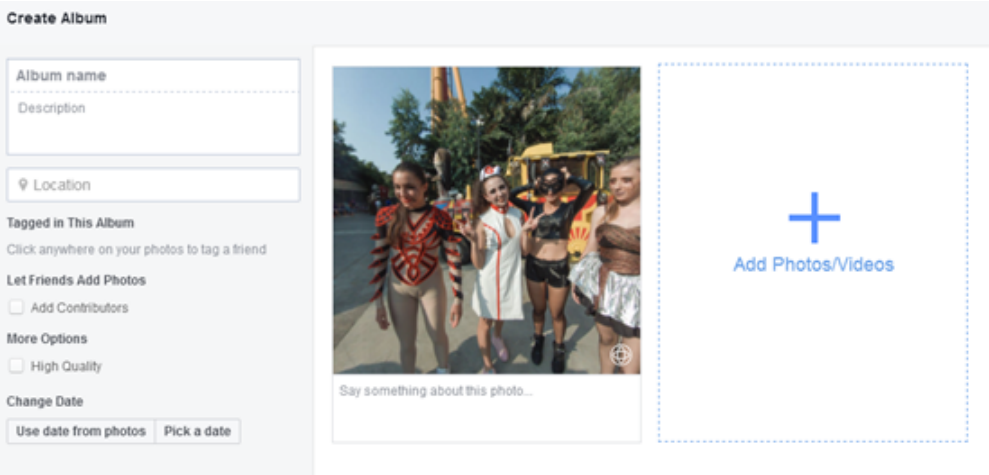 Create Album
Album name
Description
Location
Tagged in This Album
Click anywhere on your photos to tag a friend
Let Friends Add Photos
Add Contributors
More Options
High Quality
Change Date
Use date from photos
Pick a date
Say something about this photo...
Add Photos/Videos